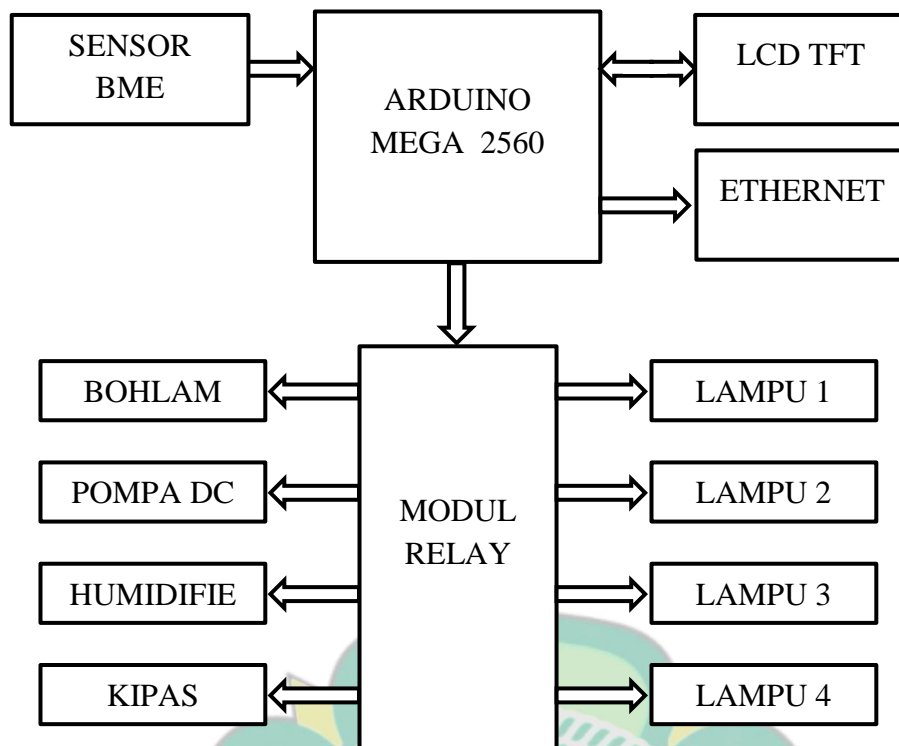 SENSOR
BME
ARDUINO
MEGA 2560
LCD TFT
ETHERNET
BOHLAM
POMPA DC
HUMIDIFIE
KIPAS
MODUL
RELAY
LAMPU 1
LAMPU 2
LAMPU 3
LAMPU 4